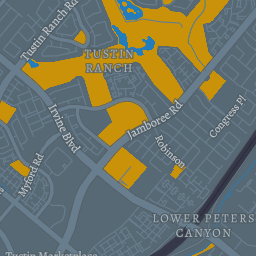 Tustin Ranch Rd
TUSTIN
RANCH
Jamboree Rd
Congress Pl
Irvine Blvd
Robinson
Myford Rd
LOWER PETERS
CANYON
Tustin Marketplace